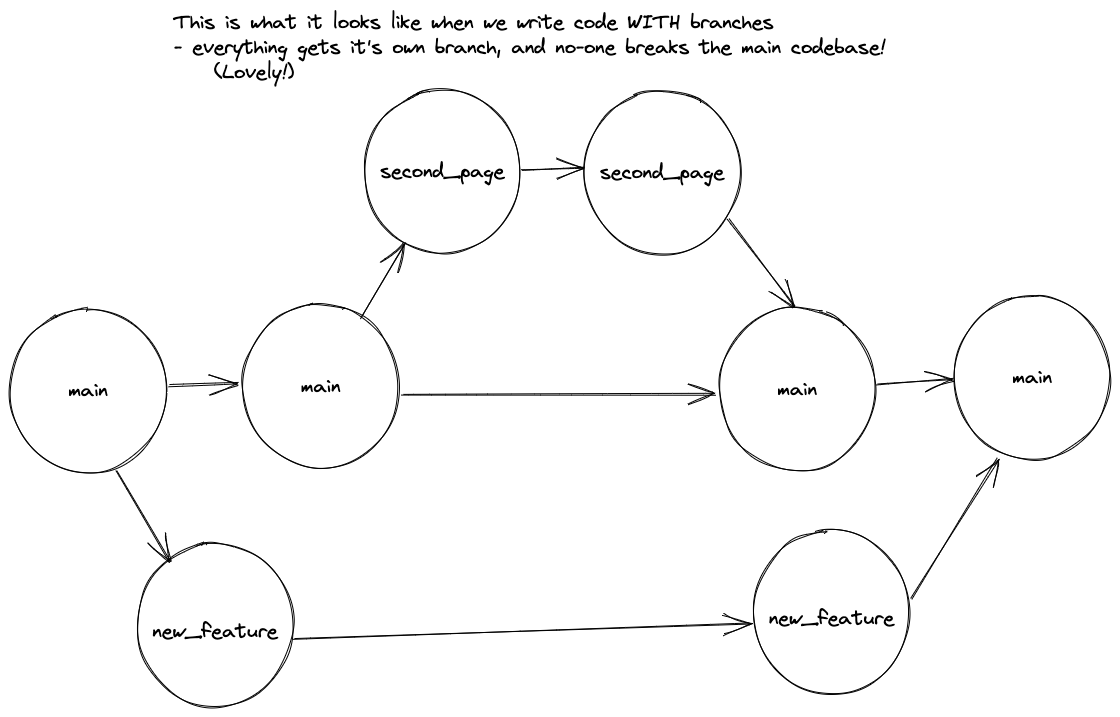 This is what it looks like when we write code WITH branches
- everything gets it's own branch, and no-one breaks the main codebase!
(Lovely!)
second_page
second_page
main
main
main
main
new_feature
new_feature